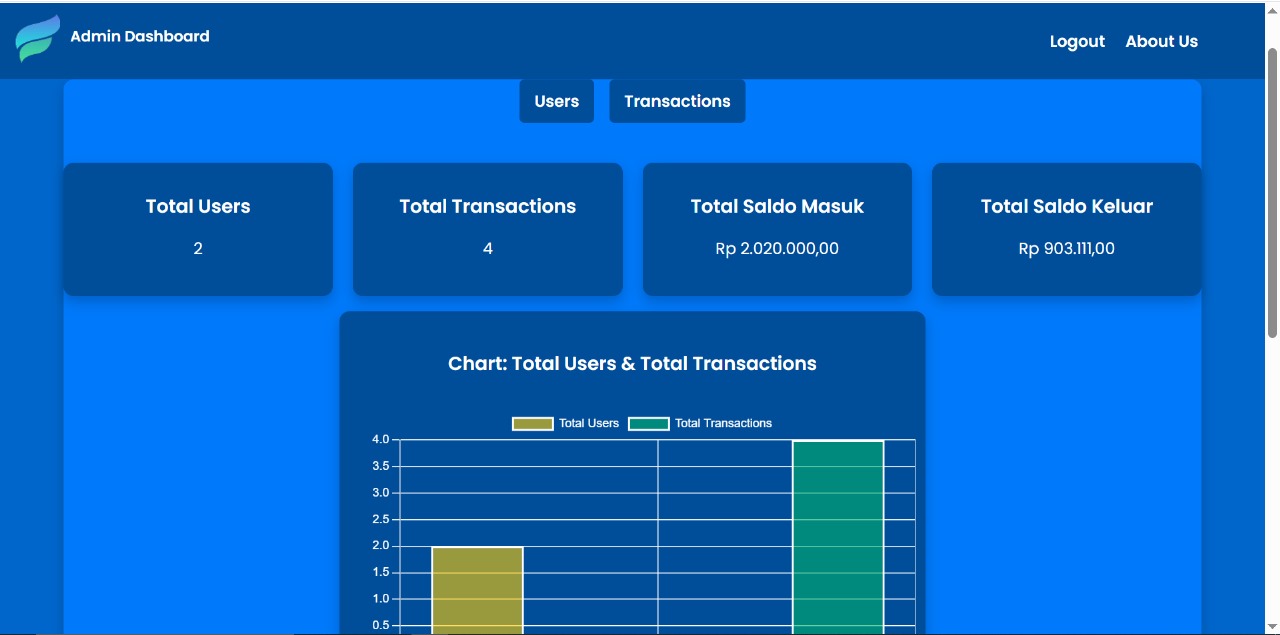 Admin Dashboard
Logout About Us
Users Transactions
Total Users
2
Total Transactions
4
Total Saldo Masuk
Rp 2.020.000,00
Total Saldo Keluar
Rp 903.111,00
Chart: Total Users & Total Transactions
Total Users Total Transactions
4.0
3.5
3.0
2.5
2.0
1.5
1.0
0.5